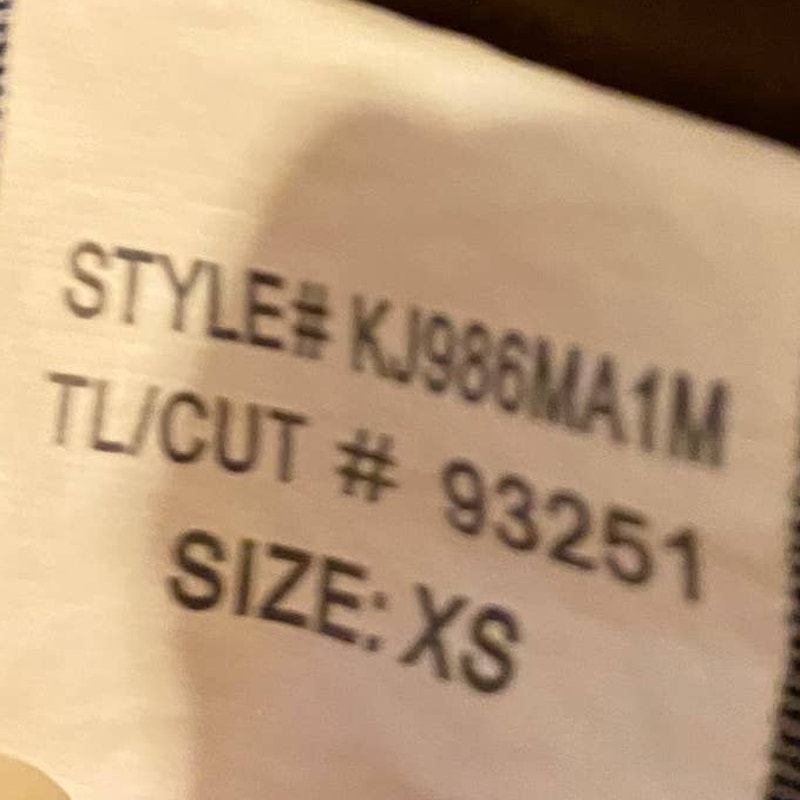 STYLE# KJ986MA1M
TL/CUT # 93251
SIZE: XS